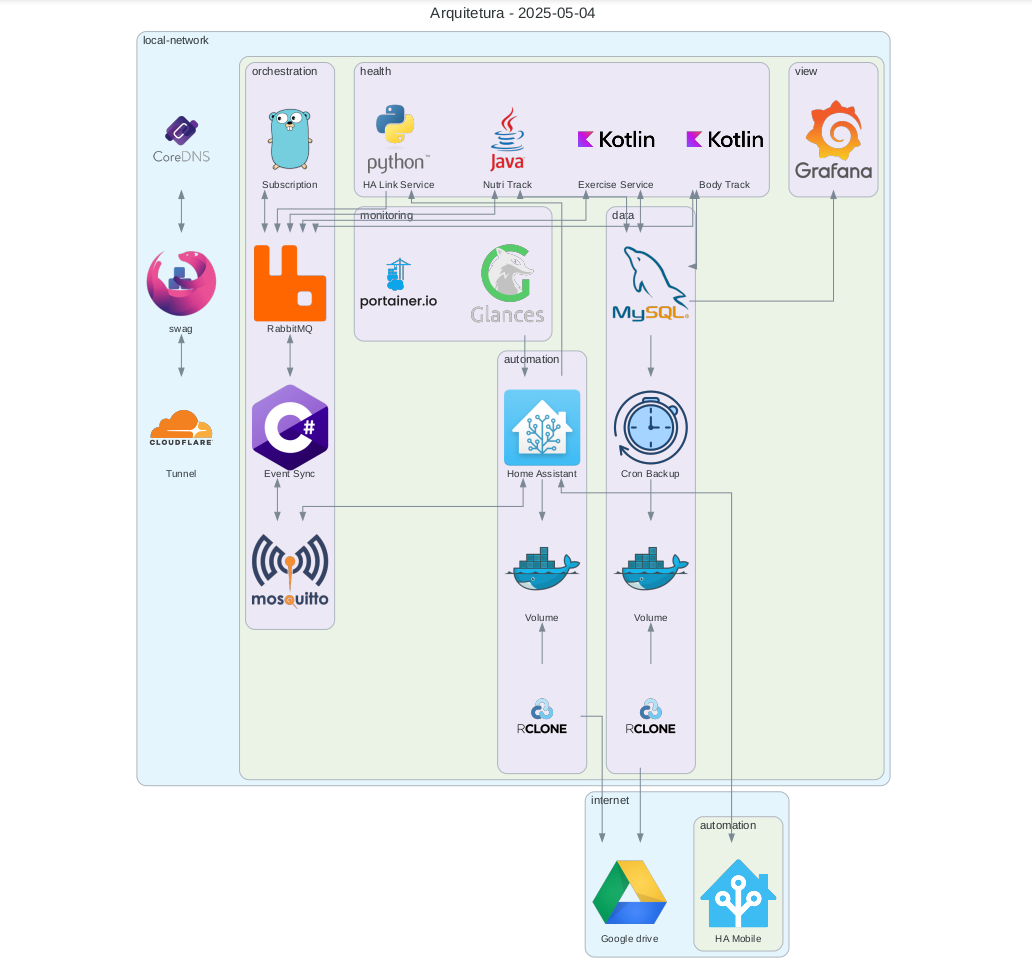 Arquitetura - 2025-05-04
local-network
orchestration
health
view
CoreDNS
python™
Java
Kotlin
Kotlin
Grafana
Subscription
HA Link Service
Nutri Track
Exercise Service
Body Track
monitoring
data
portainer.io
Glances
MySQL®
swag
RabbitMQ
automation
C#
CLOUDFLARE
Tunnel
Event Sync
Home Assistant
Cron Backup
mosquitto
Volume
Volume
RCLONE
RCLONE
internet
automation
Google drive
HA Mobile